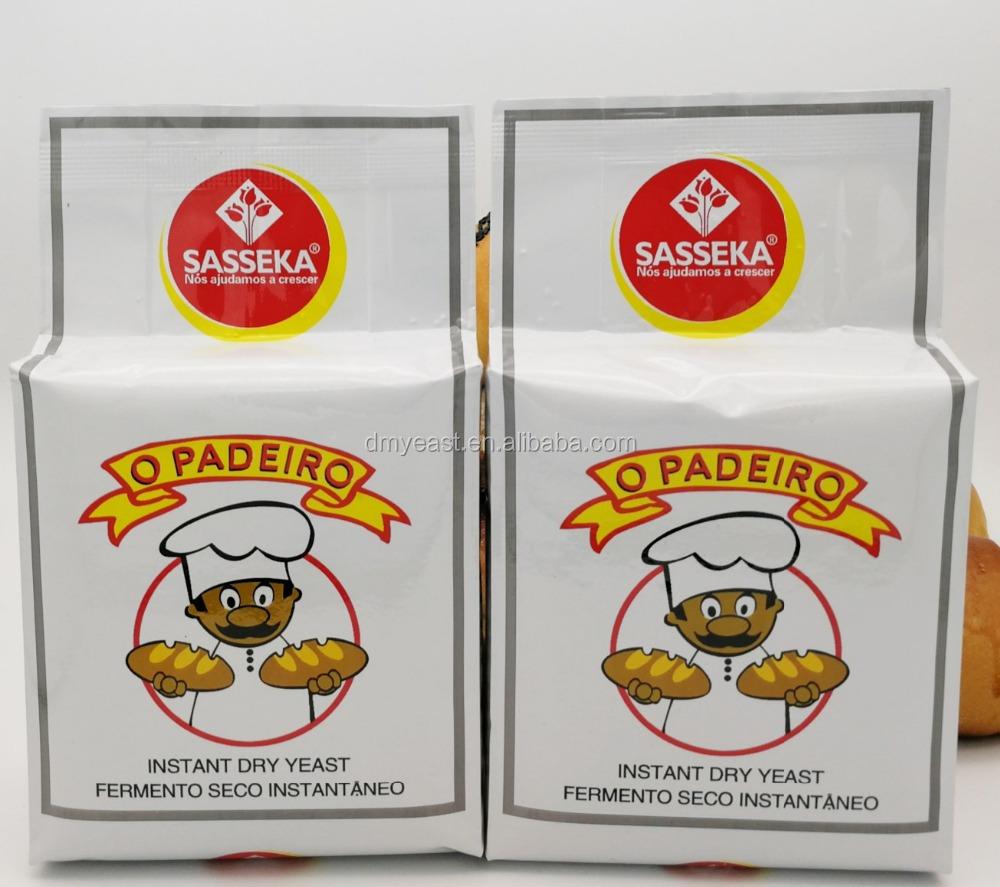 SASSEKA®
Nós ajudamos a crescer
O PADEIRO
INSTANT DRY YEAST
FERMENTO SECO INSTANTÂNEO
SASSEKA®
Nós ajudamos a crescer
O PADEIRO
INSTANT DRY YEAST
FERMENTO SECO INSTANTÂNEO
dmyeast.en.alibaba.com